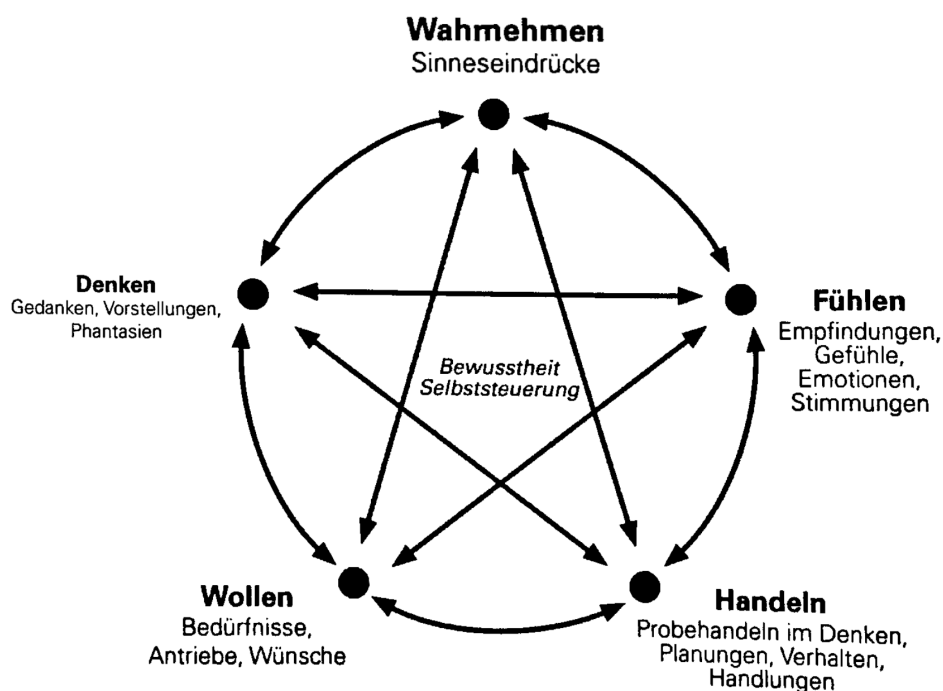 Wahrnehmen
Sinneseindrücke
Denken
Gedanken, Vorstellungen,
Phantasien
Fühlen
Empfindungen,
Gefühle,
Emotionen,
Stimmungen
Bewusstheit
Selbststeuerung
Wollen
Bedürfnisse,
Antriebe, Wünsche
Handeln
Probehandeln im Denken,
Planungen, Verhalten,
Handlungen